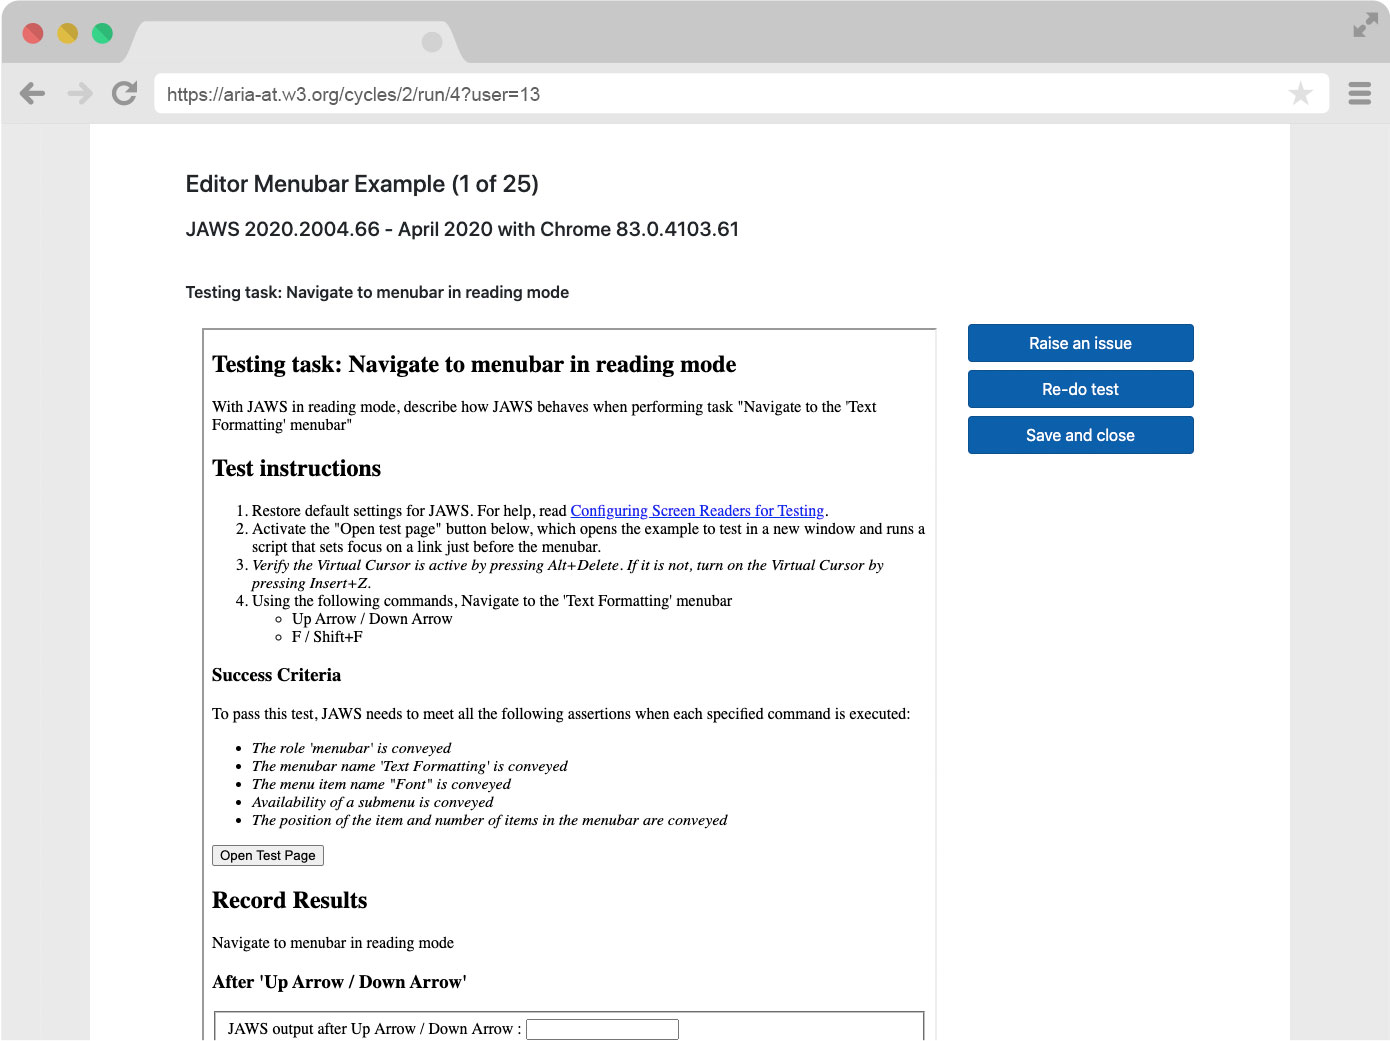 https://aria-at.w3.org/cycles/2/run/4?user=13
Editor Menubar Example (1 of 25)
JAWS 2020.2004.66 - April 2020 with Chrome 83.0.4103.61
Testing task: Navigate to menubar in reading mode
Raise an issue
Re-do test
Save and close
Testing task: Navigate to menubar in reading mode
With JAWS in reading mode, describe how JAWS behaves when performing task "Navigate to the 'Text
Formatting' menubar"
Test instructions
1. Restore default settings for JAWS. For help, read Configuring Screen Readers for Testing.
2. Activate the "Open test page" button below, which opens the example to test in a new window and runs a
script that sets focus on a link just before the menubar.
3. Verify the Virtual Cursor is active by pressing Alt+Delete. If it is not, turn on the Virtual Cursor by
pressing Insert+Z.
4. Using the following commands, Navigate to the 'Text Formatting' menubar
Up Arrow / Down Arrow
F / Shift+F
Success Criteria
To pass this test, JAWS needs to meet all the following assertions when each specified command is executed:
The role 'menubar' is conveyed
The menubar name 'Text Formatting' is conveyed
The menu item name "Font" is conveyed
Availability of a submenu is conveyed
The position of the item and number of items in the menubar are conveyed
Open Test Page
Record Results
Navigate to menubar in reading mode
After 'Up Arrow / Down Arrow'
JAWS output after Up Arrow / Down Arrow :